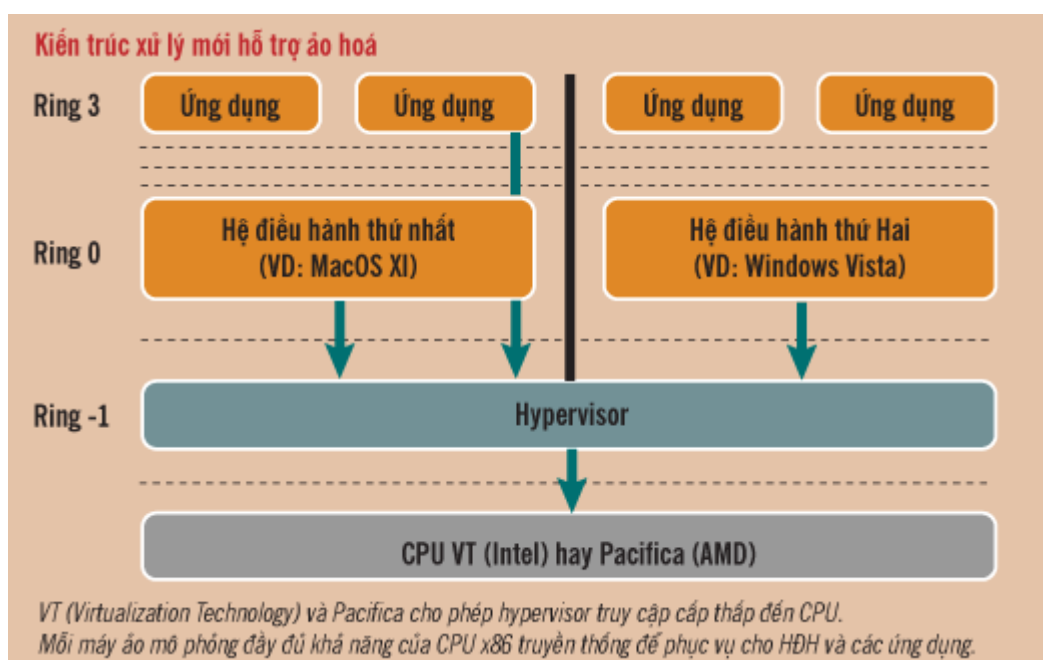 Kiến trúc xử lý mới hỗ trợ ảo hoá
Ring 3
Ứng dụng
Ứng dụng
Ứng dụng
Ứng dụng
Ring 0
Hệ điều hành thứ nhất
(VD: MacOS XI)
Hệ điều hành thứ Hai
(VD: Windows Vista)
Ring -1
Hypervisor
CPU VT (Intel) hay Pacifica (AMD)
VT (Virtualization Technology) và Pacifica cho phép hypervisor truy cập cấp thấp đến CPU.
Mỗi máy ảo mô phỏng đầy đủ khả năng của CPU x86 truyền thống để phục vụ cho HĐH và các ứng dụng.